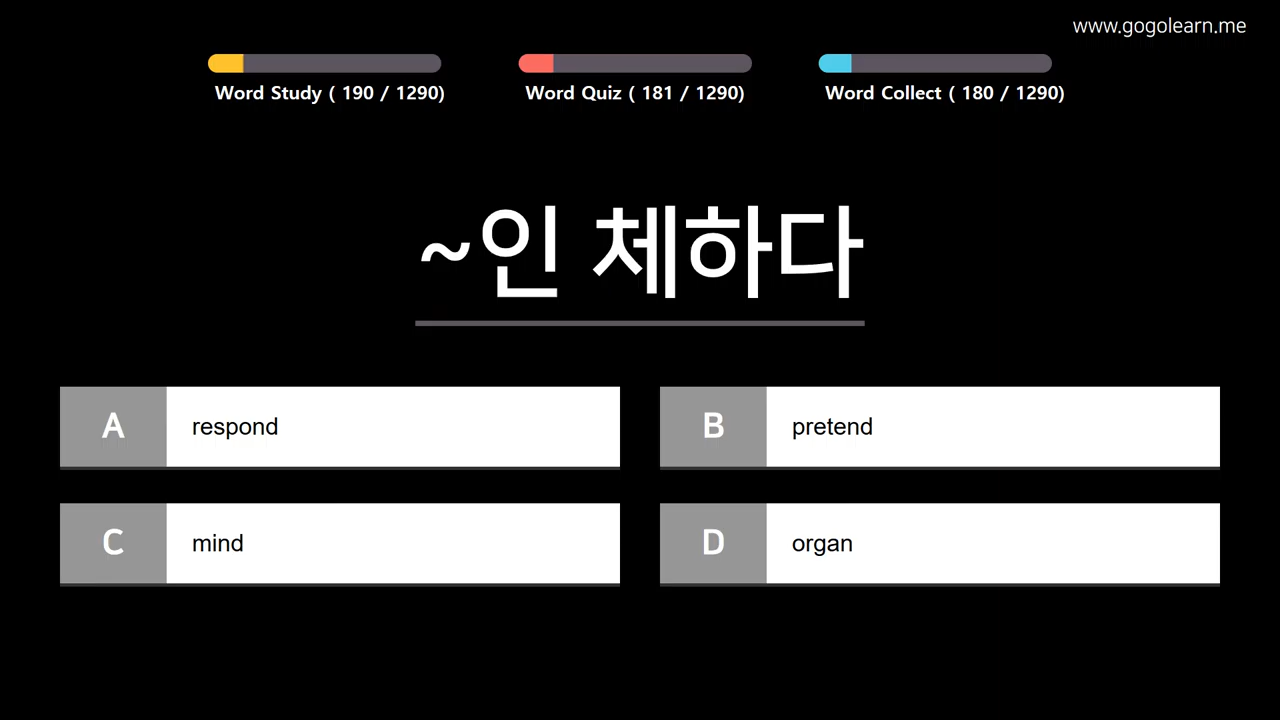 www.gogolearn.me
Word Study ( 190 / 1290)
Word Quiz ( 181 / 1290)
Word Collect ( 180 / 1290)
~인 체하다
A respond
B pretend
C mind
D organ